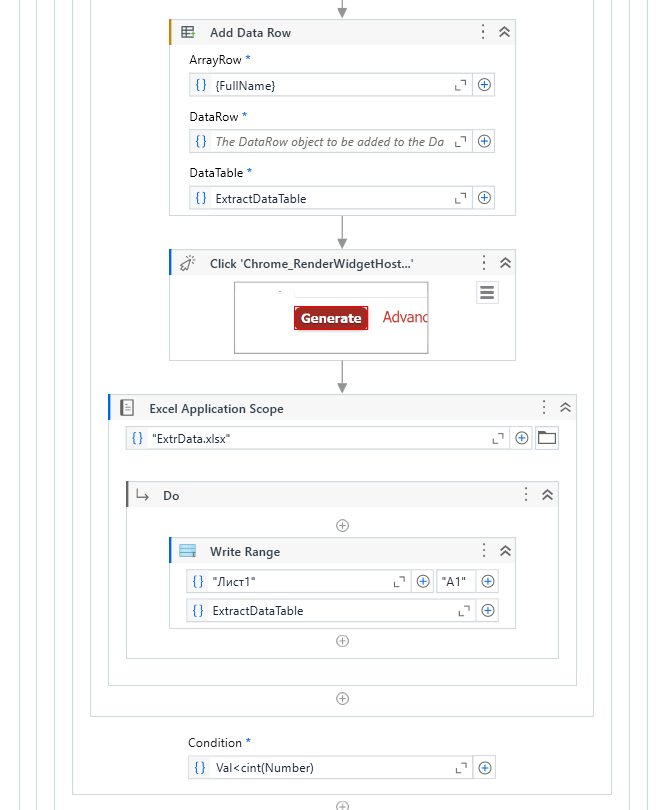 Add Data Row
ArrayRow *
{FullName}
DataRow *
The DataRow object to be added to the Da
DataTable *
ExtractDataTable
Click 'Chrome_RenderWidgetHost...'
Generate Advanc
Excel Application Scope
"ExtrData.xlsx"
Do
Write Range
"Лист1" "A1"
ExtractDataTable
Condition *
Val<cint(Number)